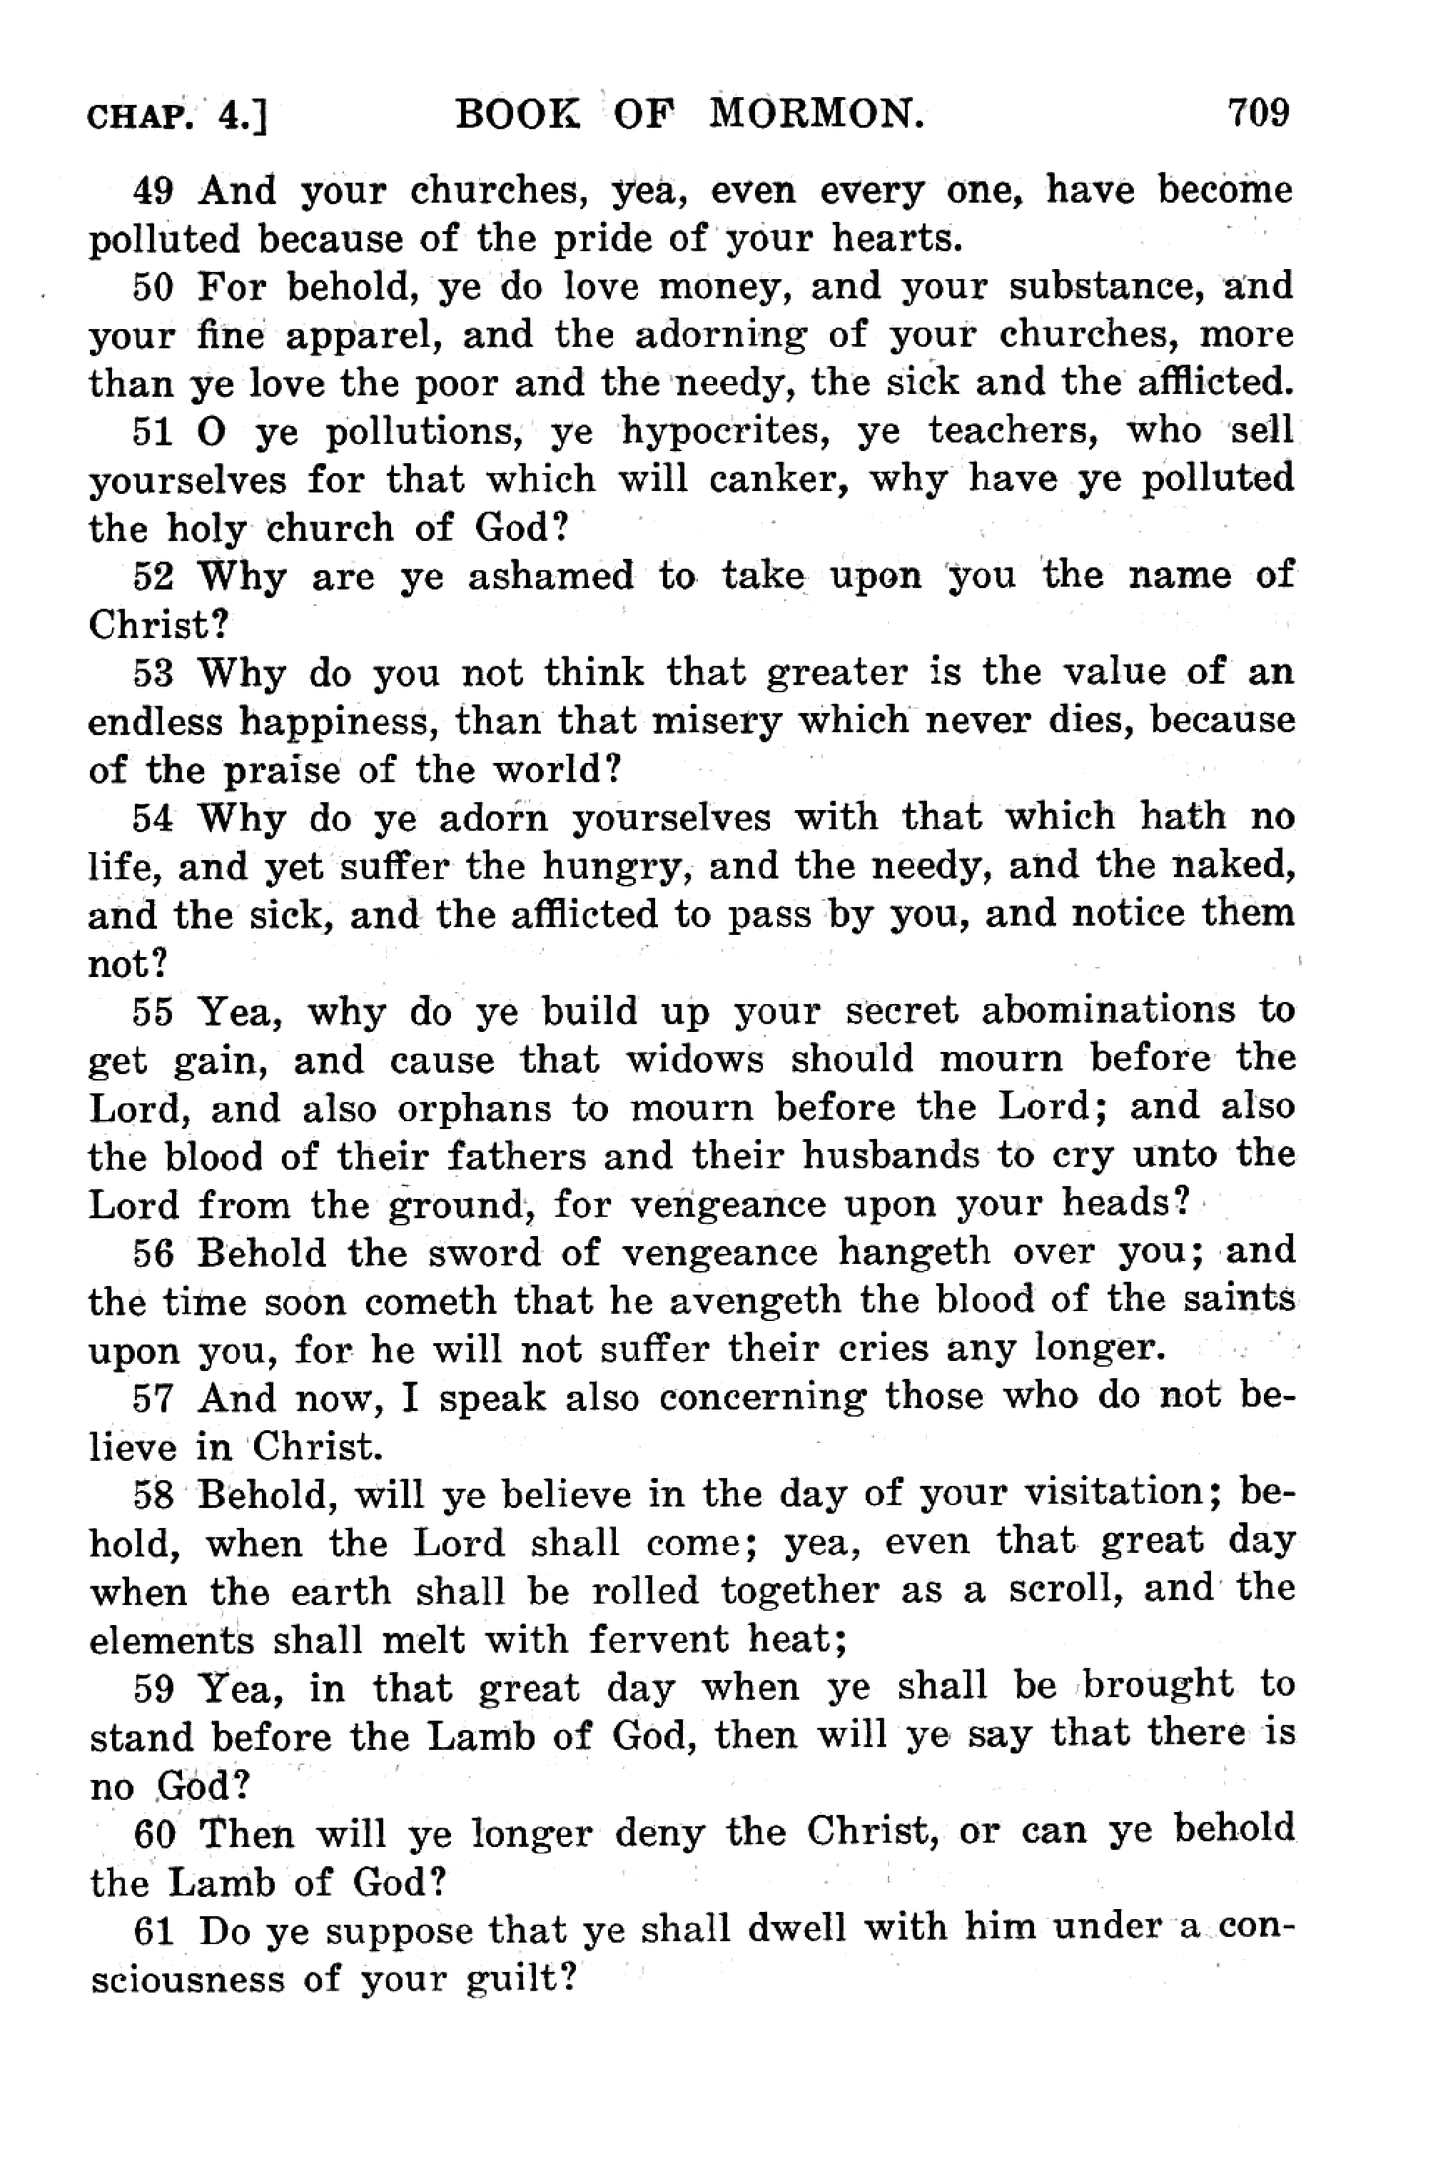 CHAP. 4.] BOOK OF MORMON. 709
49 And your churches, yea, even every one, have become
polluted because of the pride of your hearts.
50 For behold, ye do love money, and your substance, and
your fine apparel, and the adorning of your churches, more
than ye love the poor and the needy, the sick and the afflicted.
51 O ye pollutions, ye hypocrites, ye teachers, who sell
yourselves for that which will canker, why have ye polluted
the holy church of God?
52 Why are ye ashamed to take upon you the name of
Christ?
53 Why do you not think that greater is the value of an
endless happiness, than that misery which never dies, because
of the praise of the world?
54 Why do ye adorn yourselves with that which hath no
life, and yet suffer the hungry, and the needy, and the naked,
and the sick, and the afflicted to pass by you, and notice them
not?
55 Yea, why do ye build up your secret abominations to
get gain, and cause that widows should mourn before the
Lord, and also orphans to mourn before the Lord; and also
the blood of their fathers and their husbands to cry unto the
Lord from the ground, for vengeance upon your heads?
56 Behold the sword of vengeance hangeth over you; and
the time soon cometh that he avengeth the blood of the saints
upon you, for he will not suffer their cries any longer.
57 And now, I speak also concerning those who do not be-
lieve in Christ.
58 Behold, will ye believe in the day of your visitation; be-
hold, when the Lord shall come; yea, even that great day
when the earth shall be rolled together as a scroll, and the
elements shall melt with fervent heat;
59 Yea, in that great day when ye shall be brought to
stand before the Lamb of God, then will ye say that there is
no God?
60 Then will ye longer deny the Christ, or can ye behold
the Lamb of God?
61 Do ye suppose that ye shall dwell with him under a con-
sciousness of your guilt?